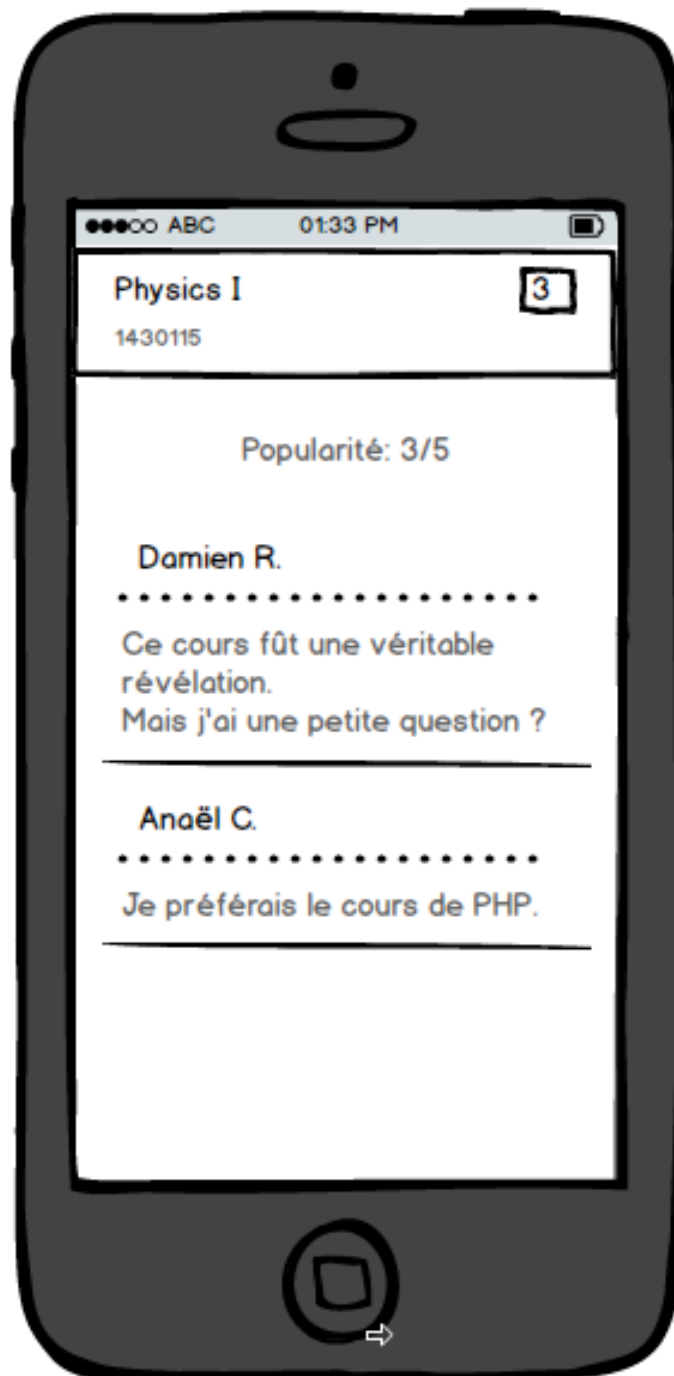 ABC 01:33 PM
Physics I 3
1430115
Popularité: 3/5
Damien R.
Ce cours fût une véritable
révélation.
Mais j'ai une petite question ?
Anaël C.
Je préférais le cours de PHP.